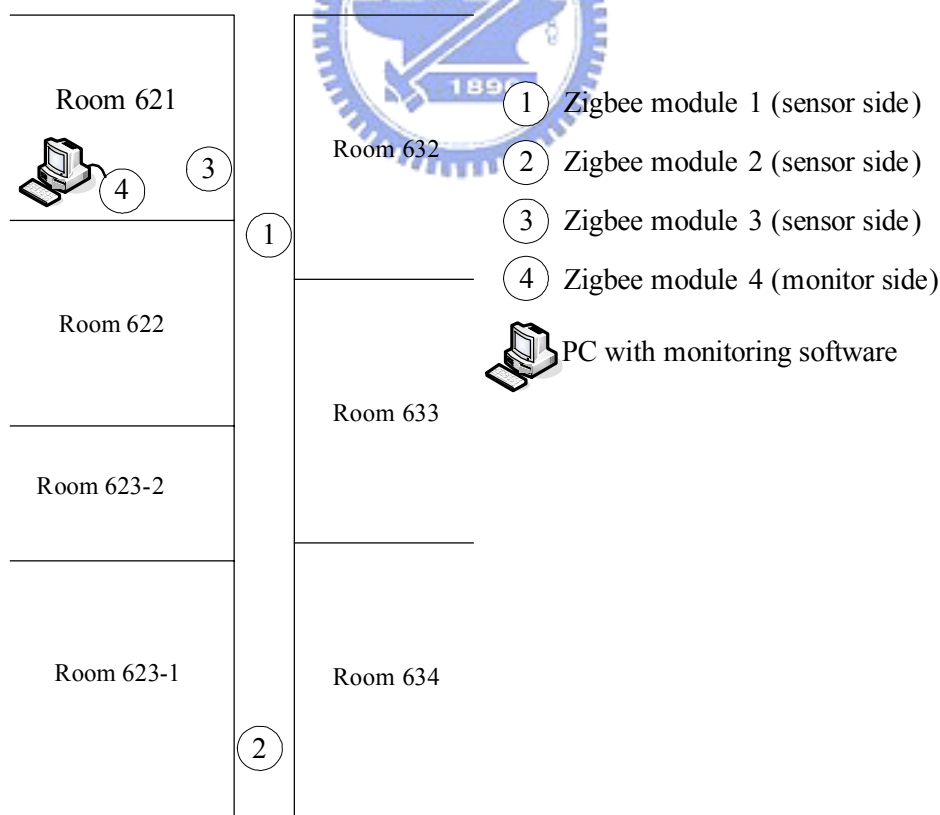 Room 621
4
3
1
Room 622
Room 623-2
Room 623-1
2
Room 632
Room 633
Room 634
189
1 Zigbee module 1 (sensor side)
2 Zigbee module 2 (sensor side)
3 Zigbee module 3 (sensor side)
4 Zigbee module 4 (monitor side)
PC with monitoring software